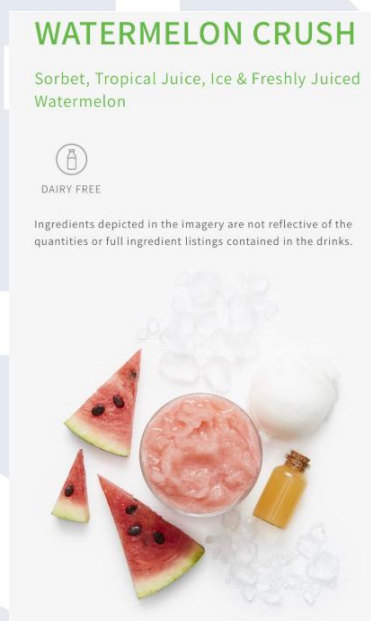 WATERMELON CRUSH
Sorbet, Tropical Juice, Ice & Freshly Juiced
Watermelon
DAIRY FREE
Ingredients depicted in the imagery are not reflective of the
quantities or full ingredient listings contained in the drinks.